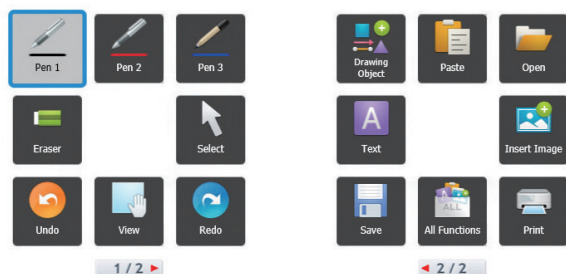 Pen 1
Pen 2
Pen 3
Eraser
Select
Undo
View
Redo
1 / 2
Drawing
Object
Paste
Open
A
Text
Insert Image
Save
ALL
All Functions
Print
2 / 2